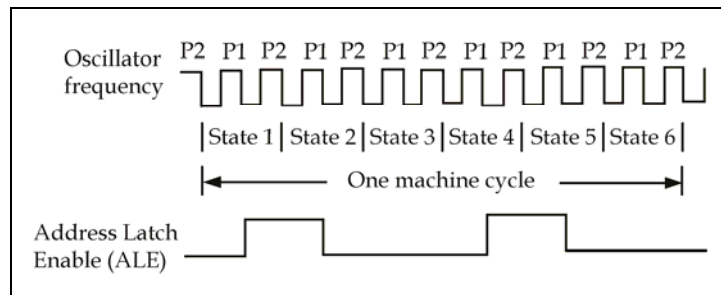 Oscillator frequency
P2 P1 P2 P1 P2 P1 P2 P1 P2 P1 P2 P1 P2
State 1 State 2 State 3 State 4 State 5 State 6
One machine cycle
Address Latch
Enable (ALE)